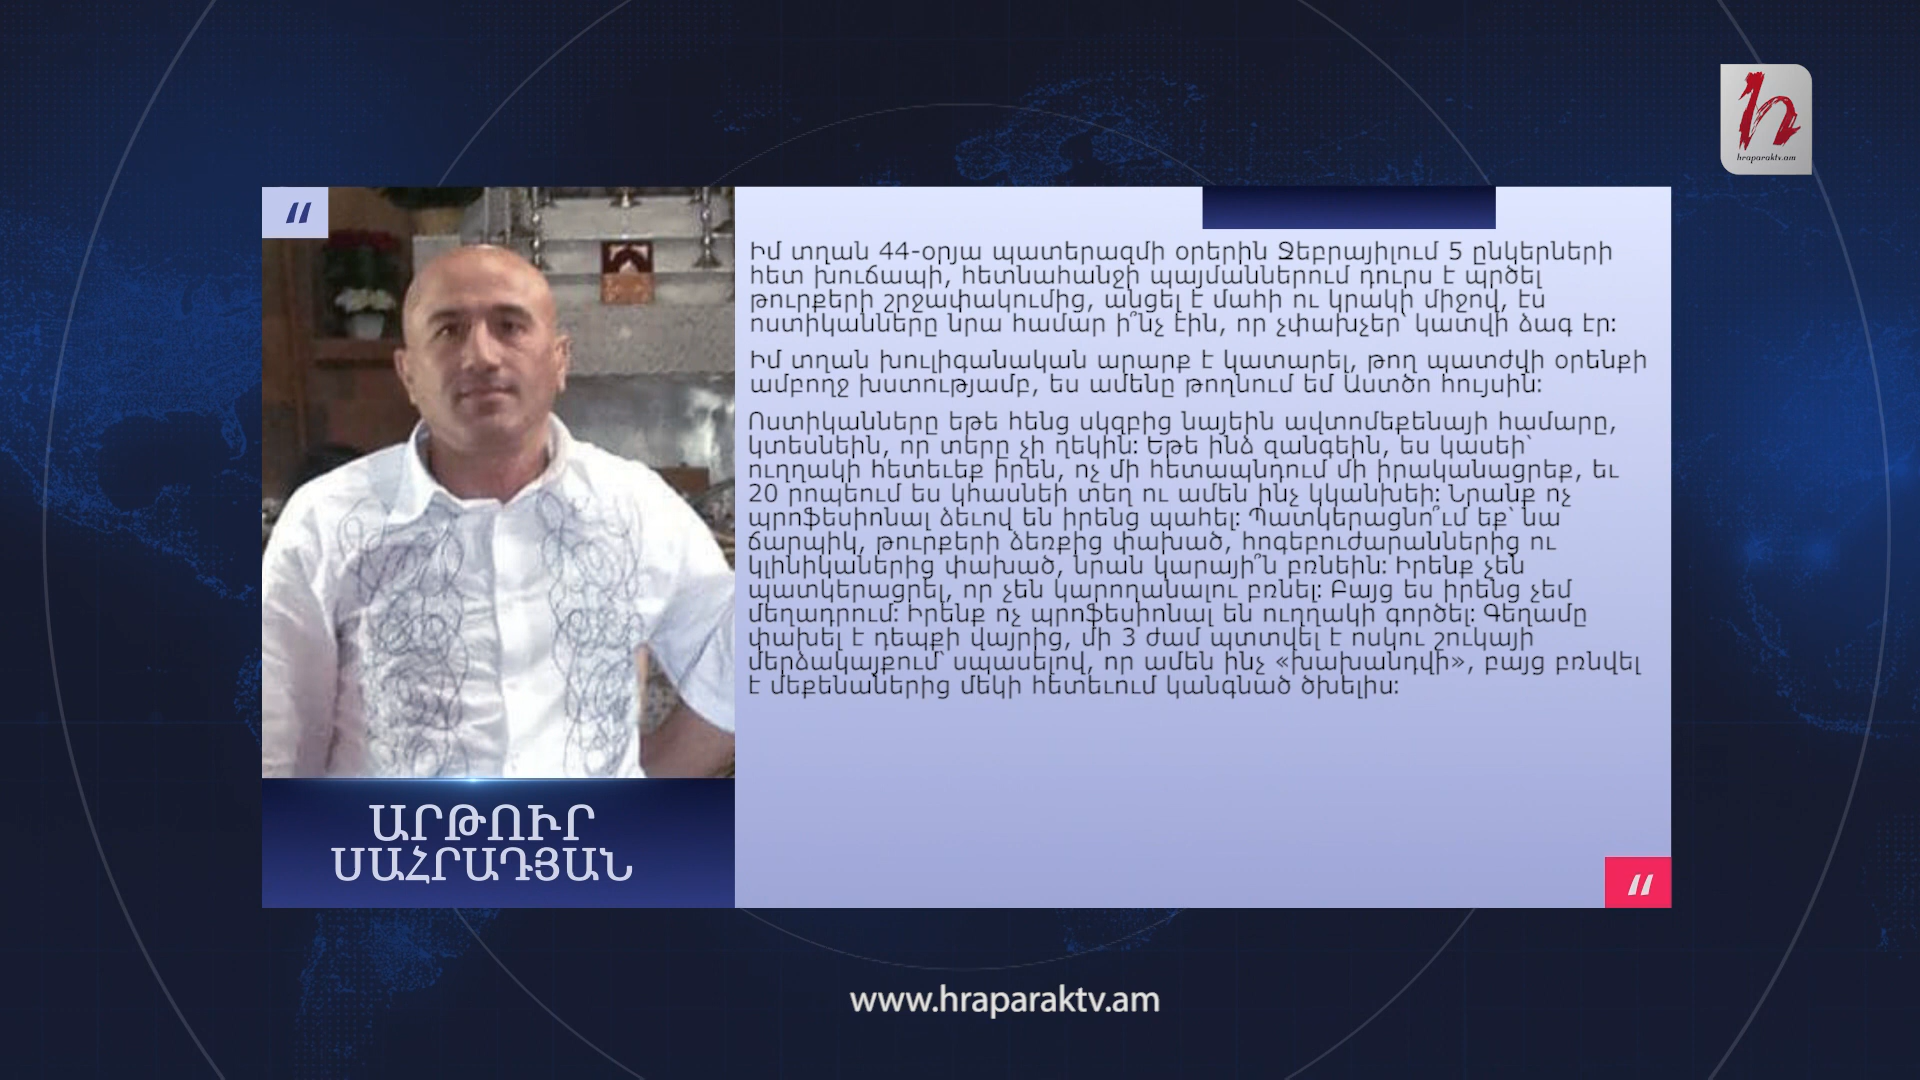 h
hraparaktv.am
Իմ տղան 44-օրյա պատերազմի օրերին Ջեբրայիլում 5 ընկերների
հետ խուճապի, հետնահանջի պայմաններում դուրս է պրծել
թուրքերի շրջափակումից, անցել է մահի ու կրակի միջով, էս
ոստիկանները նրա համար ի՞նչ էին, որ չփախչեր՝ կատվի ձագ էր:
Իմ տղան խուլիգանական արարք է կատարել, թող պատժվի օրենքի
ամբողջ խստությամբ, ես ամենը թողնում եմ Աստծո հույսին:
Ոստիկանները եթե հենց սկզբից նայեին ավտոմեքենայի համարը,
կտեսնեին, որ տերը չի ղեկին: Եթե ինձ զանգեին, ես կասեի՝
ուղղակի հետեւեք իրեն, ոչ մի հետապնդում մի իրականացրեք, եւ
20 րոպեում ես կհասնեի տեղ ու ամեն ինչ կկանխեի: Նրանք ոչ
պրոֆեսիոնալ ձեւով են իրենց պահել: Պատկերացնո՞ւմ եք՝ նա
ճարպիկ, թուրքերի ձեռքից փախած, հոգեբուժարաններից ու
կլինիկաներից փախած, նրան կարայի՞ն բռնեին: Իրենք չեն
պատկերացրել, որ չեն կարողանալու բռնել: Բայց ես իրենց չեմ
մեղադրում: Իրենք ոչ պրոֆեսիոնալ են ուղղակի գործել: Գեղամը
փախել է դեպքի վայրից, մի 3 ժամ պտտվել է ոսկու շուկայի
մերձակայքում՝ սպասելով, որ ամեն ինչ «խախանդվի», բայց բռնվել
է մեքենաներից մեկի հետեւում կանգնած ծխելիս:
ԱՐԹՈՒՐ
ՍԱՀՐԱԴՅԱՆ
www.hraparaktv.am